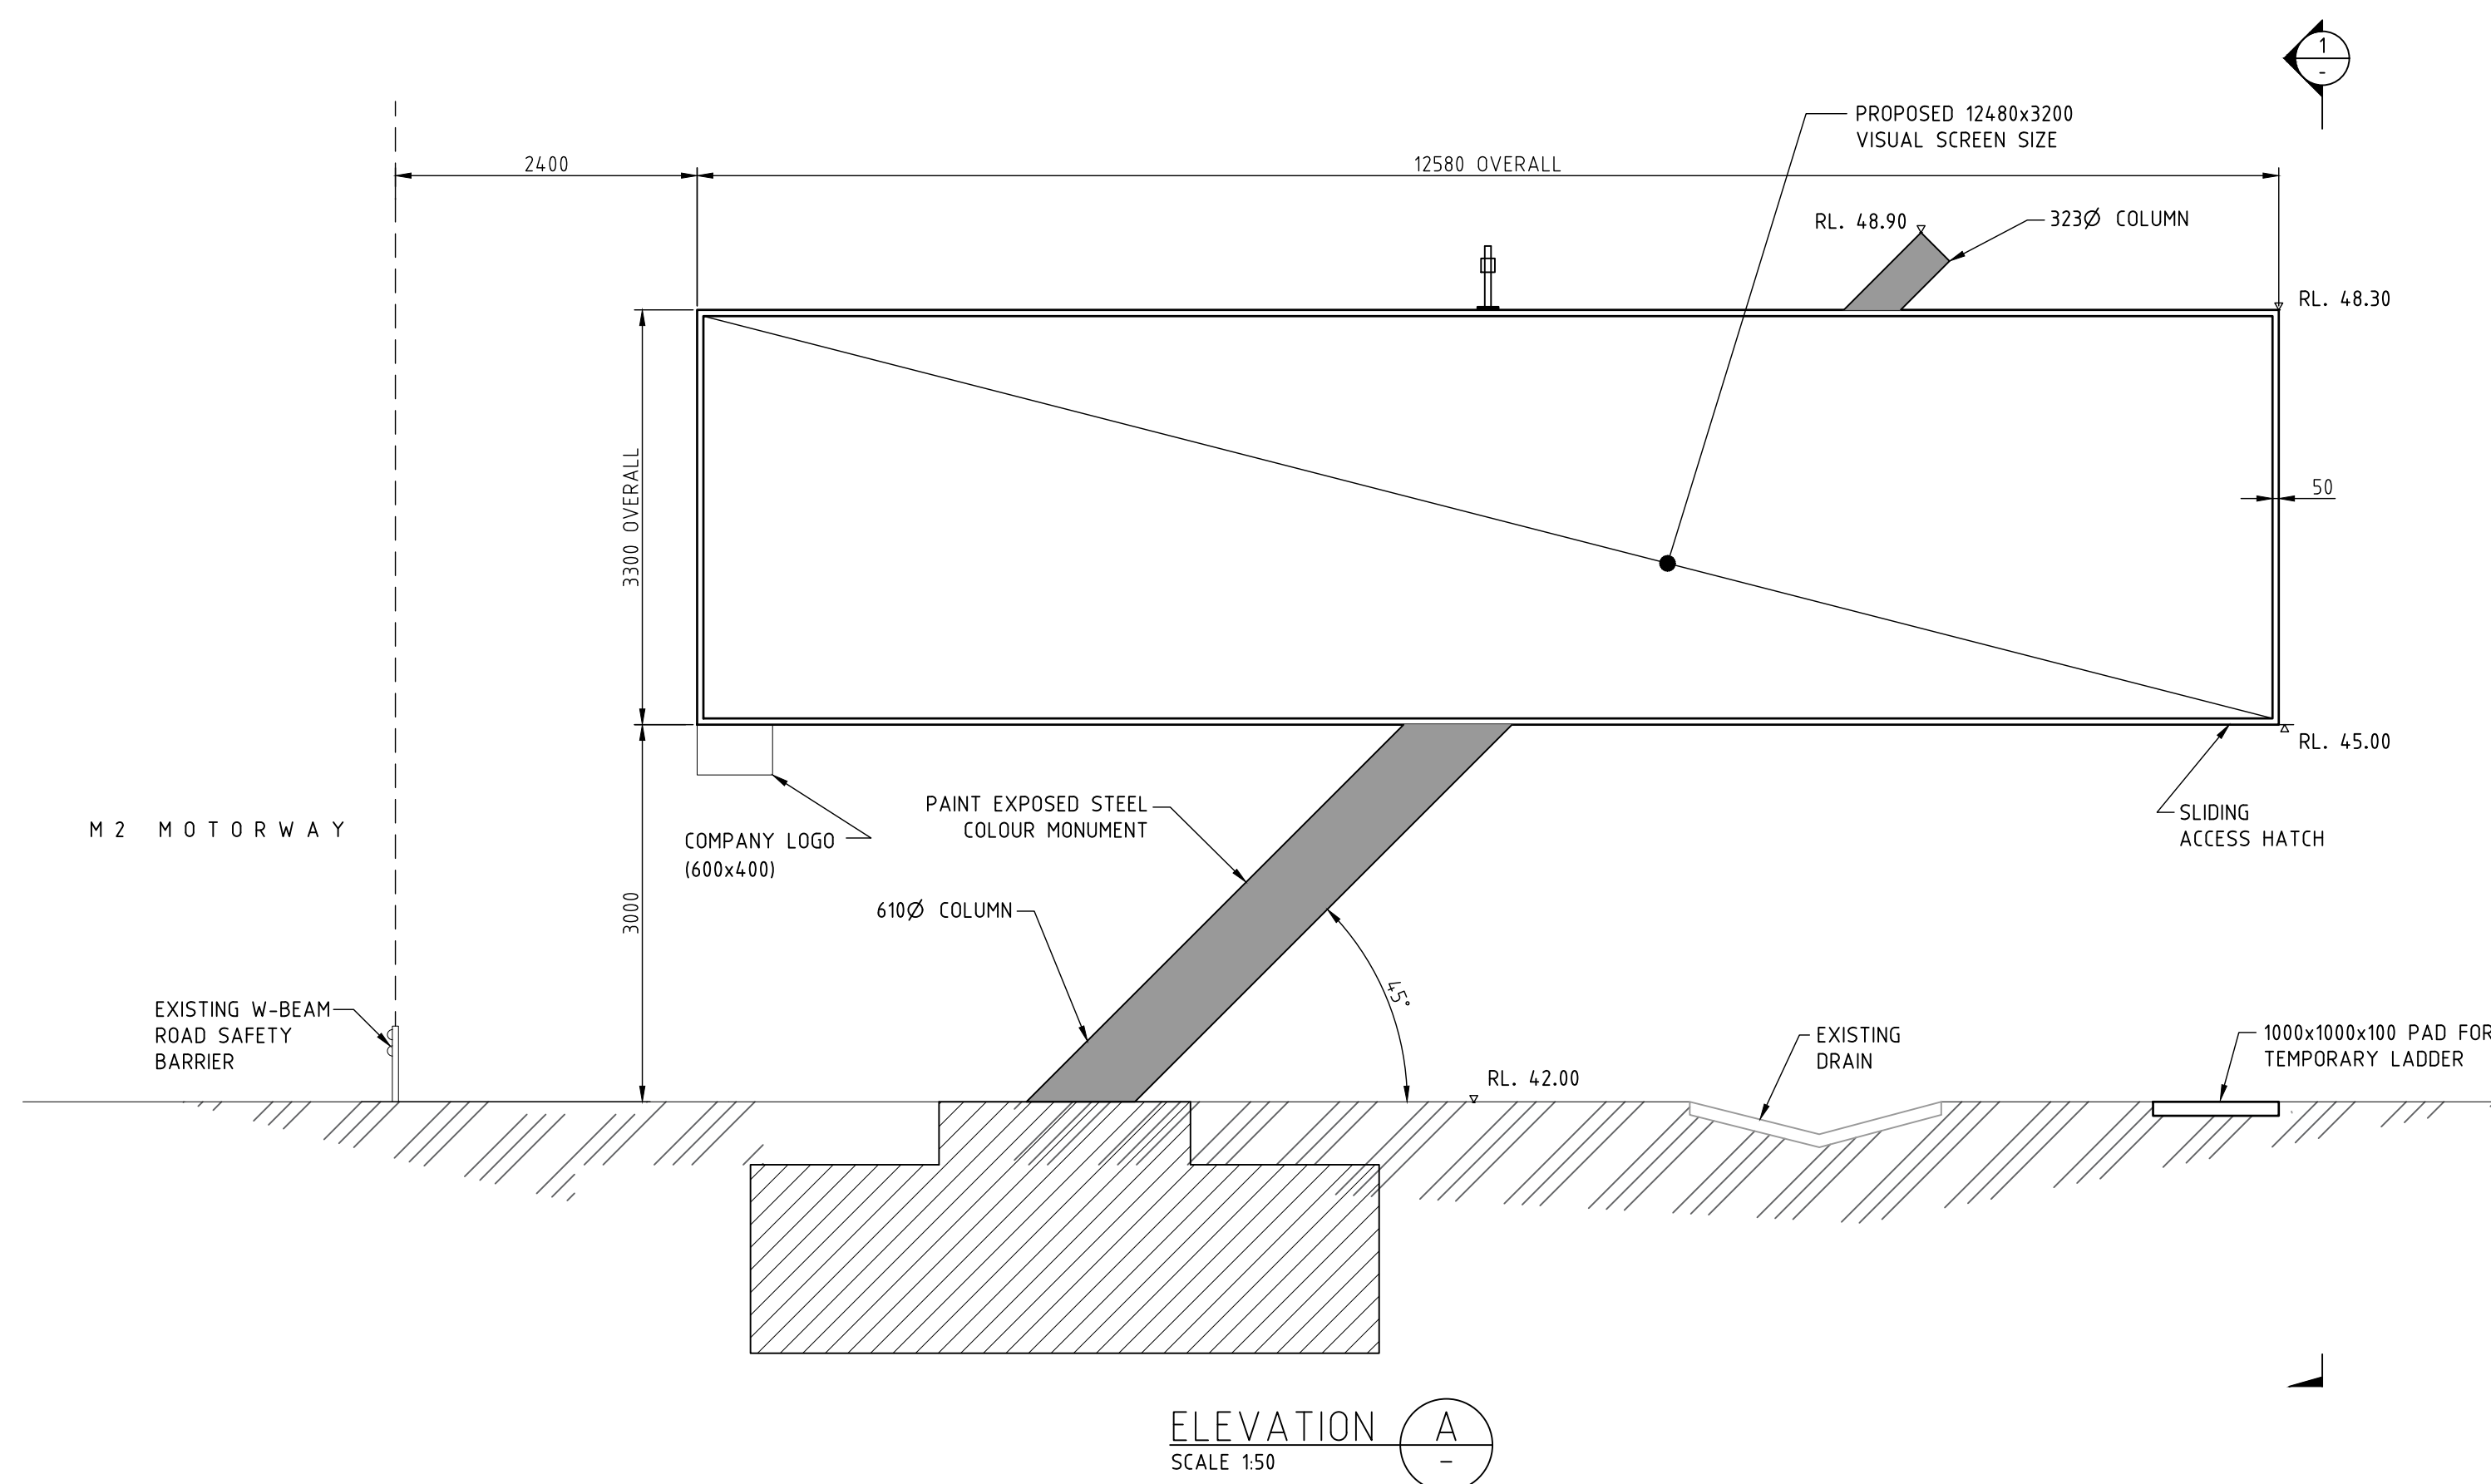 1
-
PROPOSED 12480x3200
VISUAL SCREEN SIZE
2400
12580 OVERALL
RL. 48.90
323Ø COLUMN
RL. 48.30
3300 OVERALL
50
RL. 45.00
SLIDING
ACCESS HATCH
PAINT EXPOSED STEEL
COLOUR MONUMENT
M2 MOTORWAY
COMPANY LOGO
(600x400)
3000
610Ø COLUMN
45°
EXISTING W-BEAM
ROAD SAFETY
BARRIER
EXISTING
DRAIN
1000x1000x100 PAD FOR
TEMPORARY LADDER
RL. 42.00
ELEVATION
A
-
SCALE 1:50